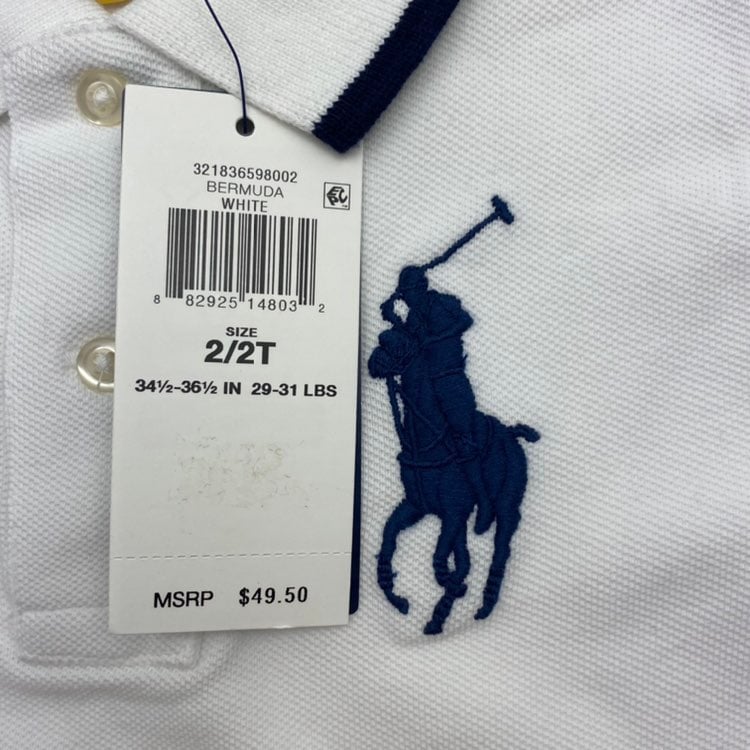 321836598002
BERMUDA
WHITE
8 82925 14803 2
SIZE
2/2T
34½-36½ IN 29-31 LBS
MSRP $49.50